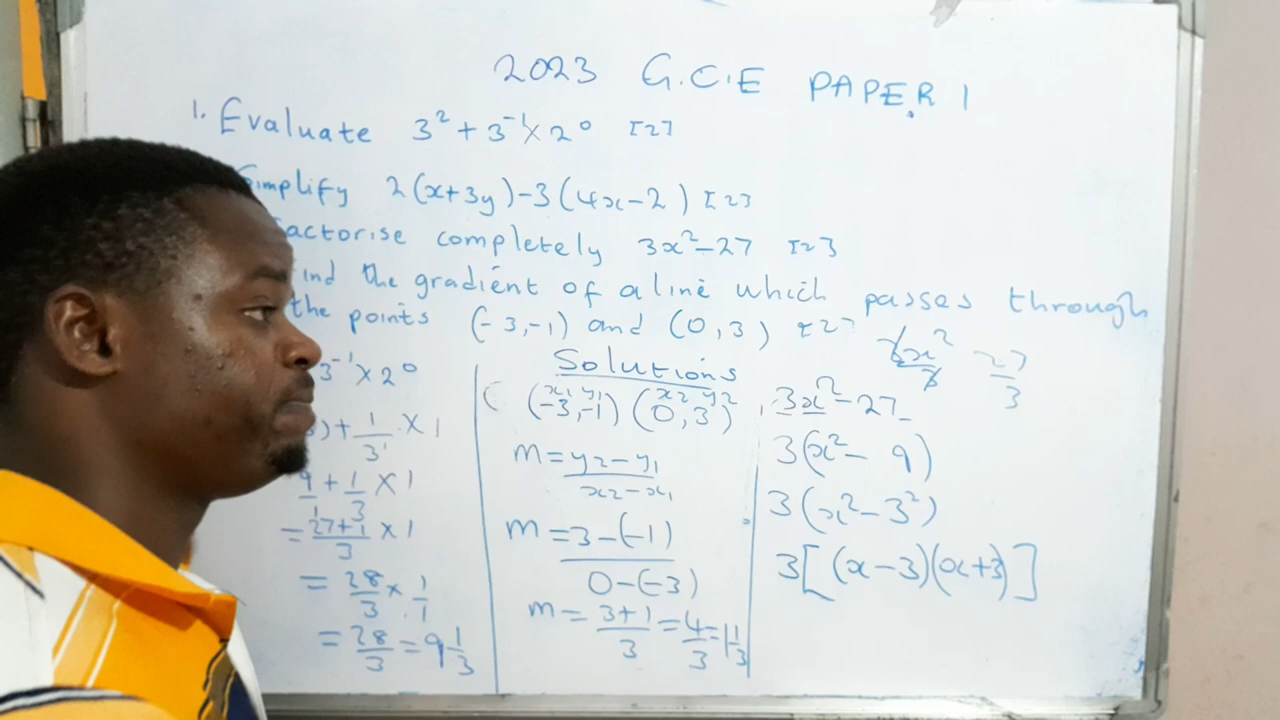 2023 G.C.E PAPER 1
1. Evaluate 3² + 3⁻¹ × 2⁰ [2]
Simplify 2(x+3y)-3(4x-2) [2]
actorise completely 3x²-27 [2]
ind the gradient of a line which passes through
the points (-3,-1) and (0,3) [2]
Solutions
3⁻¹ × 2⁰
)+ 1/3¹ × 1
9/1 + 1/3 × 1
= 27+1/3 × 1
= 28/3 × 1/1
= 28/3 = 9 1/3
x₁ y₁ x₂ y₂
(-3,-1) (0,3)
m = y₂-y₁/x₂-x₁
m = 3-(-1)/0-(-3)
m = 3+1/3 = 4/3 = 1 1/3
27/3
3x²-27
3(x²-9)
3(x²-3²)
3[(x-3)(x+3)]